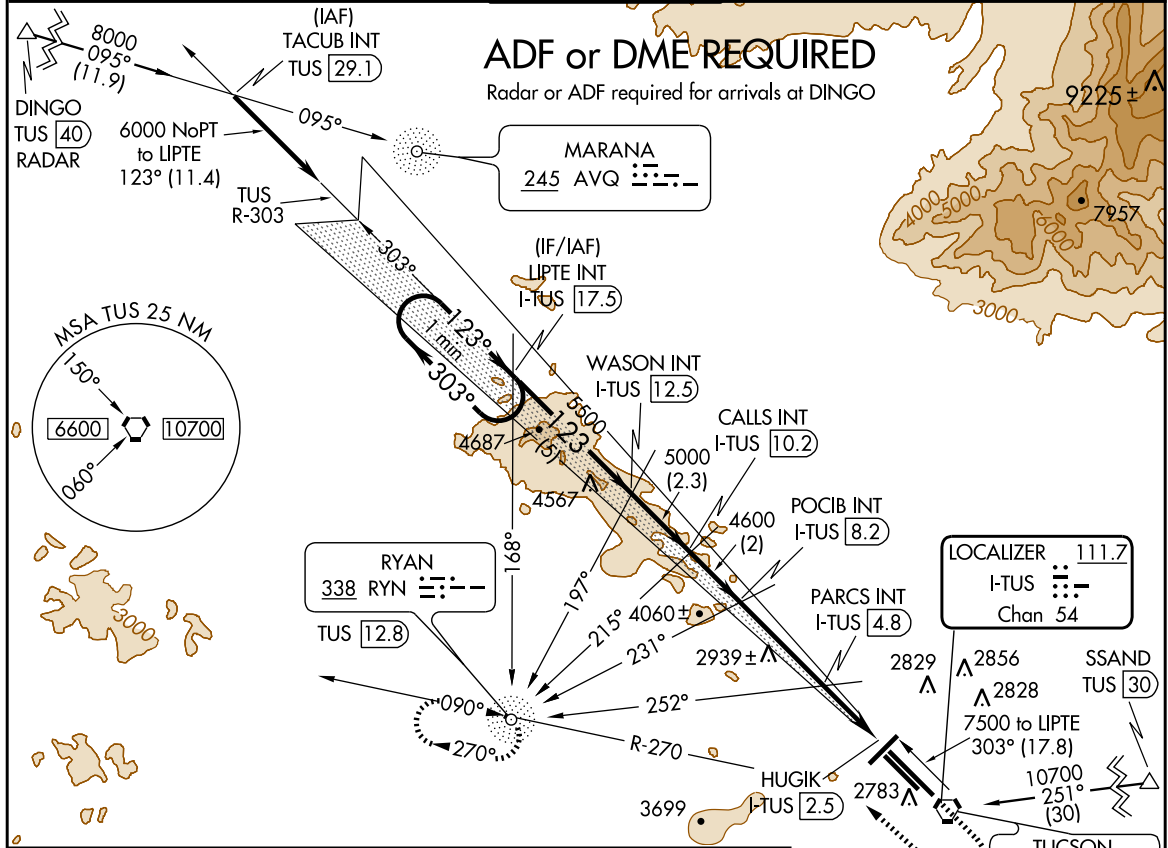 8000
095°
(11.9)
(IAF)
TACUB INT
TUS 29.1
ADF or DME REQUIRED
Radar or ADF required for arrivals at DINGO
9225 ±
DINGO
TUS 40
RADAR
6000 NoPT
to LIPTE
123° (11.4)
095°
MARANA
245 AVQ
TUS
R-303
7957
4000
5000
6000
3000
303°
(IF/IAF)
LIPTE INT
I-TUS 17.5
MSA TUS 25 NM
150°
6600
10700
060°
123°
1 min
303°
WASON INT
I-TUS 12.5
5500
123
(5)
4687
CALLS INT
I-TUS 10.2
5000
(2.3)
4567
POCIB INT
I-TUS 8.2
4600
(2)
168°
197°
215°
231°
RYAN
338 RYN
TUS 12.8
3000
4060 ±
PARCS INT
I-TUS 4.8
LOCALIZER 111.7
I-TUS
Chan 54
2939 ±
2829
2856
2828
SSAND
TUS 30
090°
270°
252°
R-270
7500 to LIPTE
303° (17.8)
HUGIK
I-TUS 2.5
2783
10700
251°
(30)
3699
TUCSON